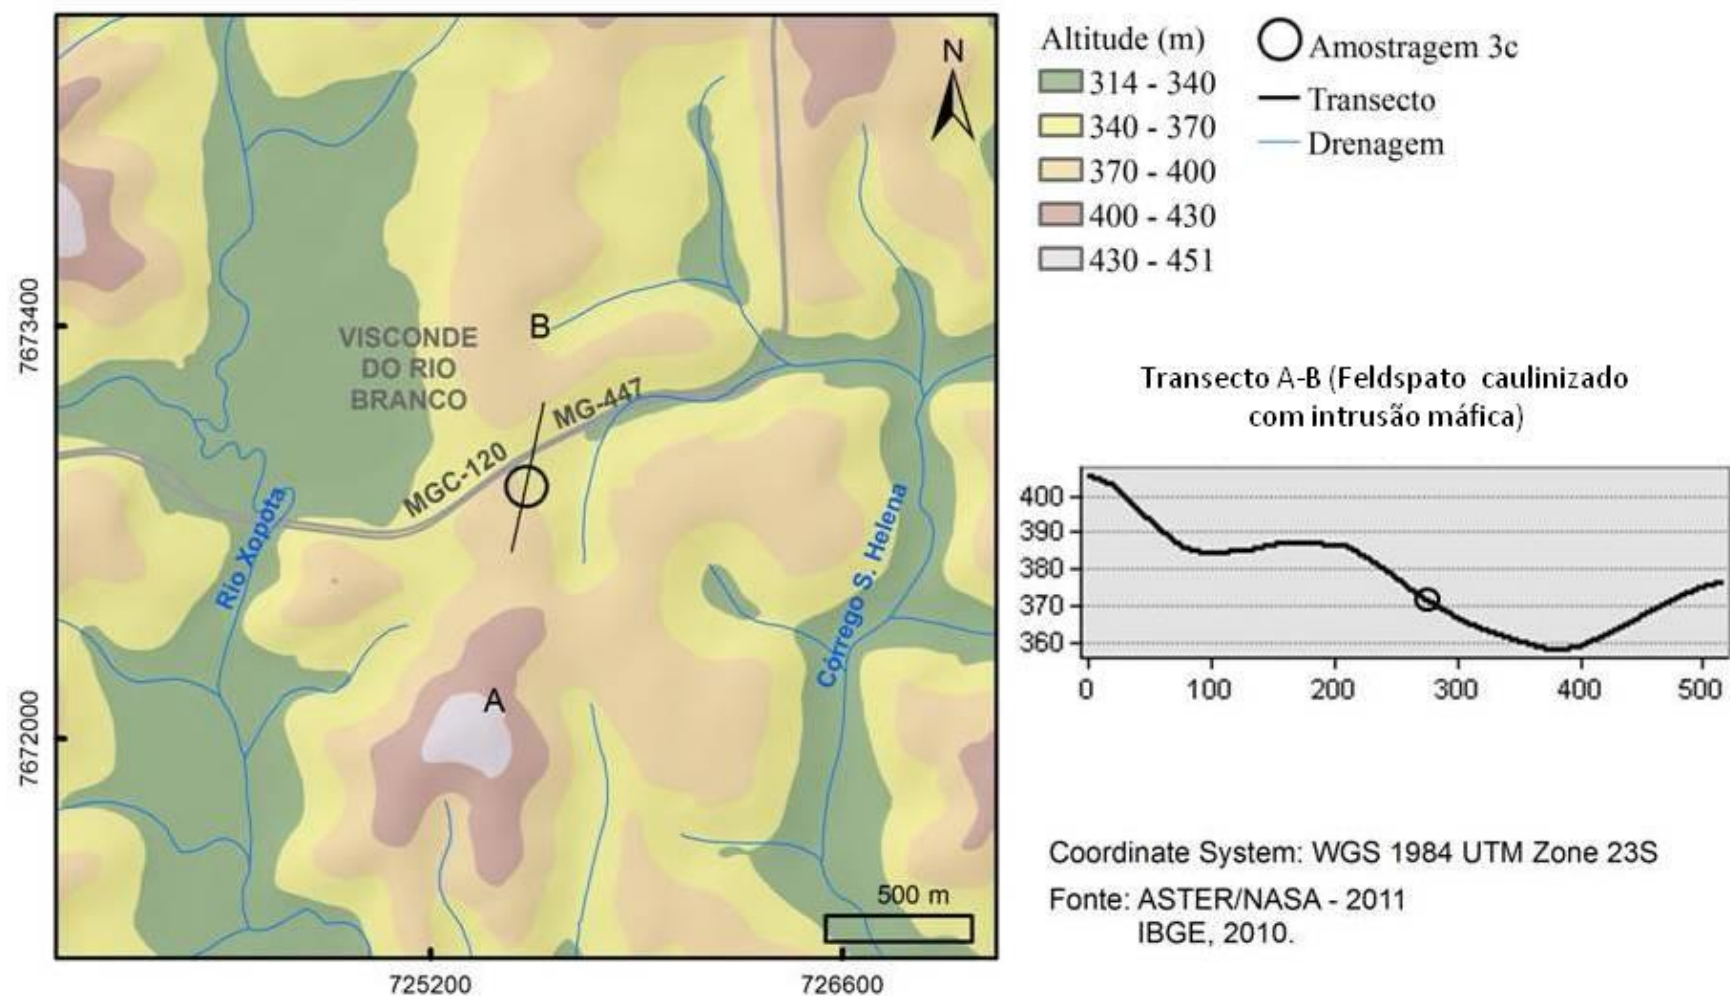 N
7673400
7672000
725200
726600
VISCONDE
DO RIO
BRANCO
B
MG-447
MGC-120
Rio Xopota
Córrego S. Helena
A
500 m
Altitude (m)
314 - 340
340 - 370
370 - 400
400 - 430
430 - 451
Amostragem 3c
Transecto
Drenagem
Transecto A-B (Feldspato caulinizado
com intrusão máfica)
400
390
380
370
360
0 100 200 300 400 500
Coordinate System: WGS 1984 UTM Zone 23S
Fonte: ASTER/NASA - 2011
IBGE, 2010.